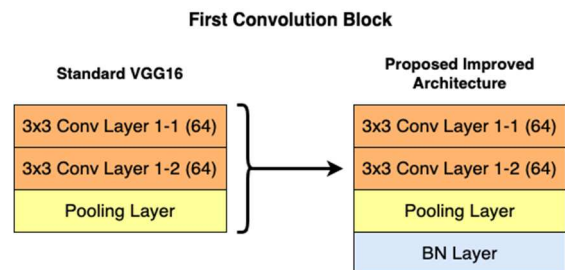 First Convolution Block
Standard VGG16
3x3 Conv Layer 1-1 (64)
3x3 Conv Layer 1-2 (64)
Pooling Layer
Proposed Improved
Architecture
3x3 Conv Layer 1-1 (64)
3x3 Conv Layer 1-2 (64)
Pooling Layer
BN Layer